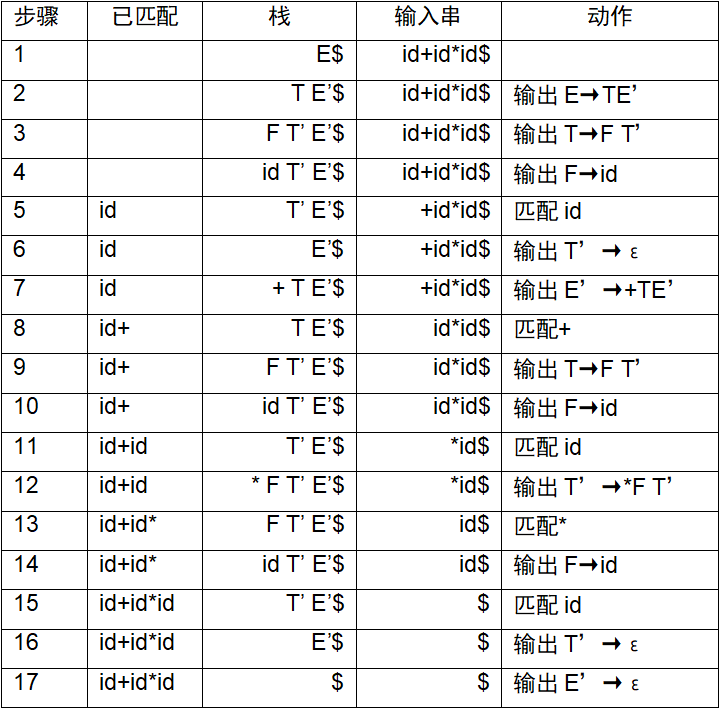 步骤 已匹配 栈 输入串 动作
1 E$ id+id*id$
2 T E’$ id+id*id$ 输出 E→TE’
3 F T’ E’$ id+id*id$ 输出 T→F T’
4 id T’ E’$ id+id*id$ 输出 F→id
5 id T’ E’$ +id*id$ 匹配 id
6 id E’$ +id*id$ 输出 T’ → ε
7 id + T E’$ +id*id$ 输出 E’ →+TE’
8 id+ T E’$ id*id$ 匹配+
9 id+ F T’ E’$ id*id$ 输出 T→F T’
10 id+ id T’ E’$ id*id$ 输出 F→id
11 id+id T’ E’$ *id$ 匹配 id
12 id+id * F T’ E’$ *id$ 输出 T’ →*F T’
13 id+id* F T’ E’$ id$ 匹配*
14 id+id* id T’ E’$ id$ 输出 F→id
15 id+id*id T’ E’$ $ 匹配 id
16 id+id*id E’$ $ 输出 T’ → ε
17 id+id*id $ $ 输出 E’ → ε